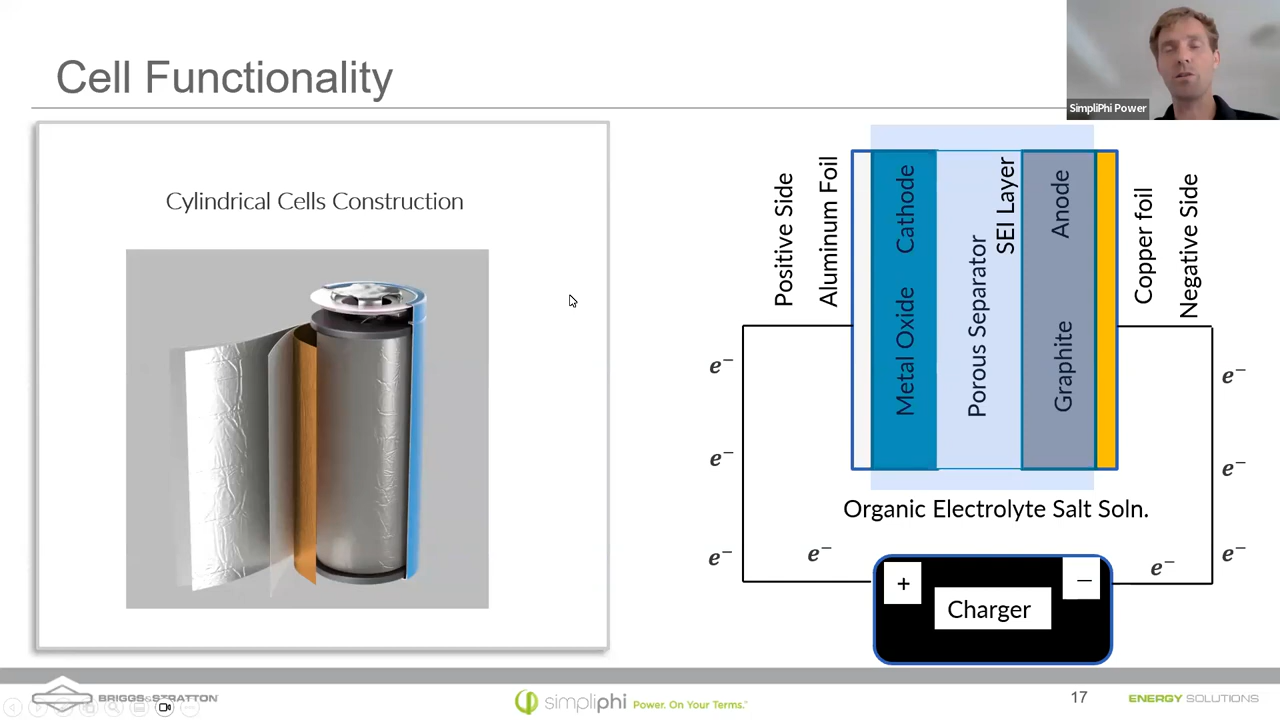 Cell Functionality
SimpliPhi Power
Cylindrical Cells Construction
Positive Side
Aluminum Foil
Metal Oxide Cathode
Porous Separator
SEI Layer
Graphite Anode
Copper foil
Negative Side
e−
e−
e−
e−
e−
e−
e−
e−
Organic Electrolyte Salt Soln.
+
−
Charger
BRIGGS&STRATTON
simpliphi Power. On Your Terms.™
17
ENERGY SOLUTIONS